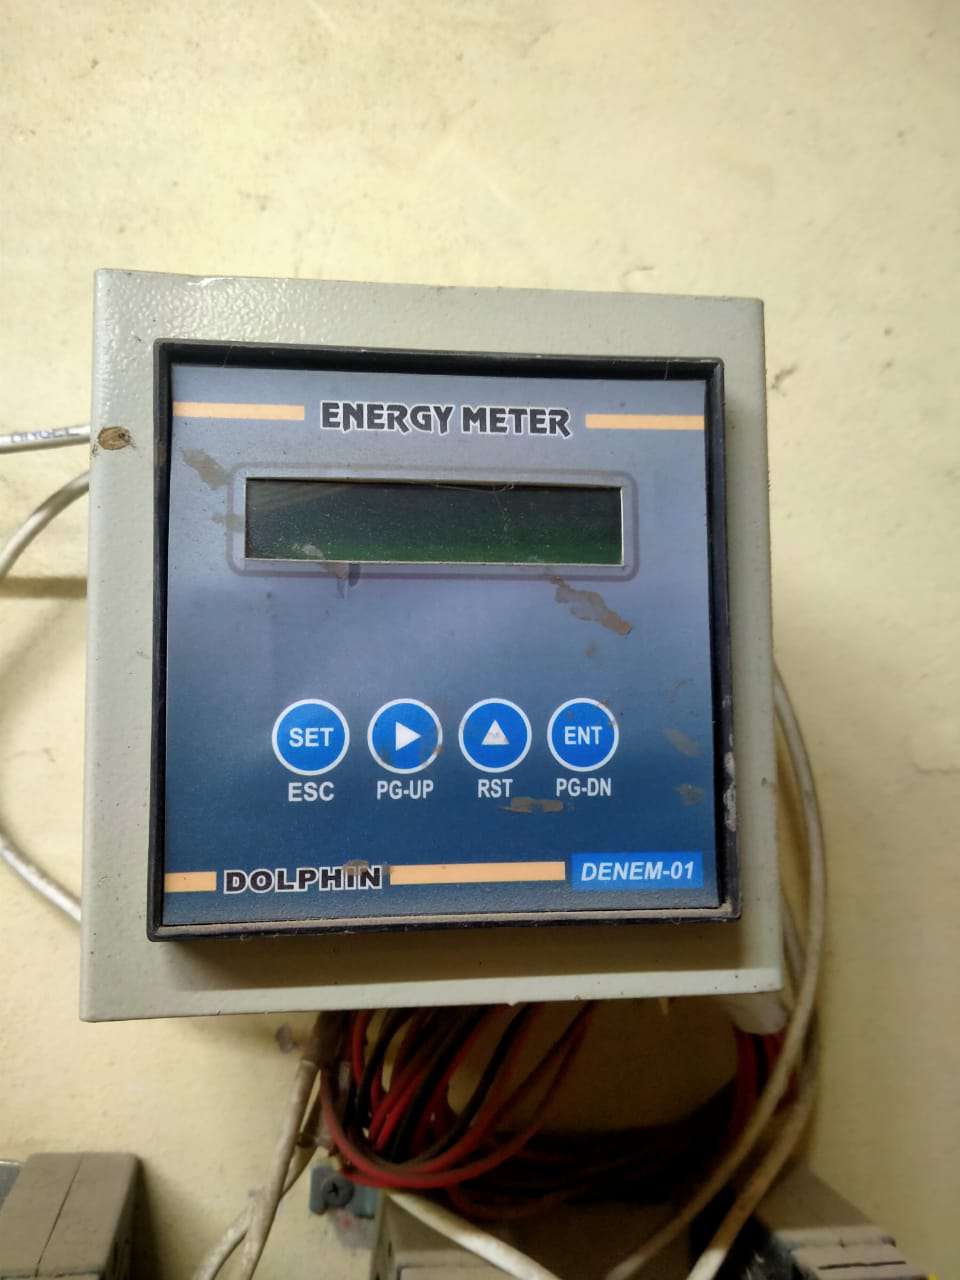 ENERGY METER
SET
ENT
ESC
PG-UP
RST
PG-DN
DOLPHIN
DENEM-01